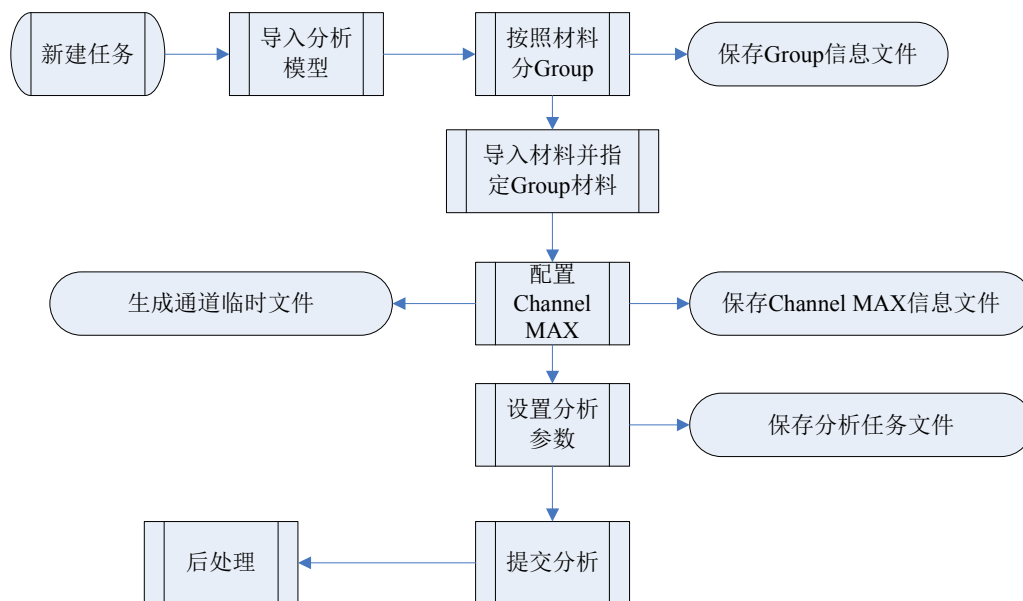 新建任务
导入分析
模型
按照材料
分Group
保存Group信息文件
导入材料并指
定Group材料
生成通道临时文件
配置
Channel
MAX
保存Channel MAX信息文件
设置分析
参数
保存分析任务文件
后处理
提交分析